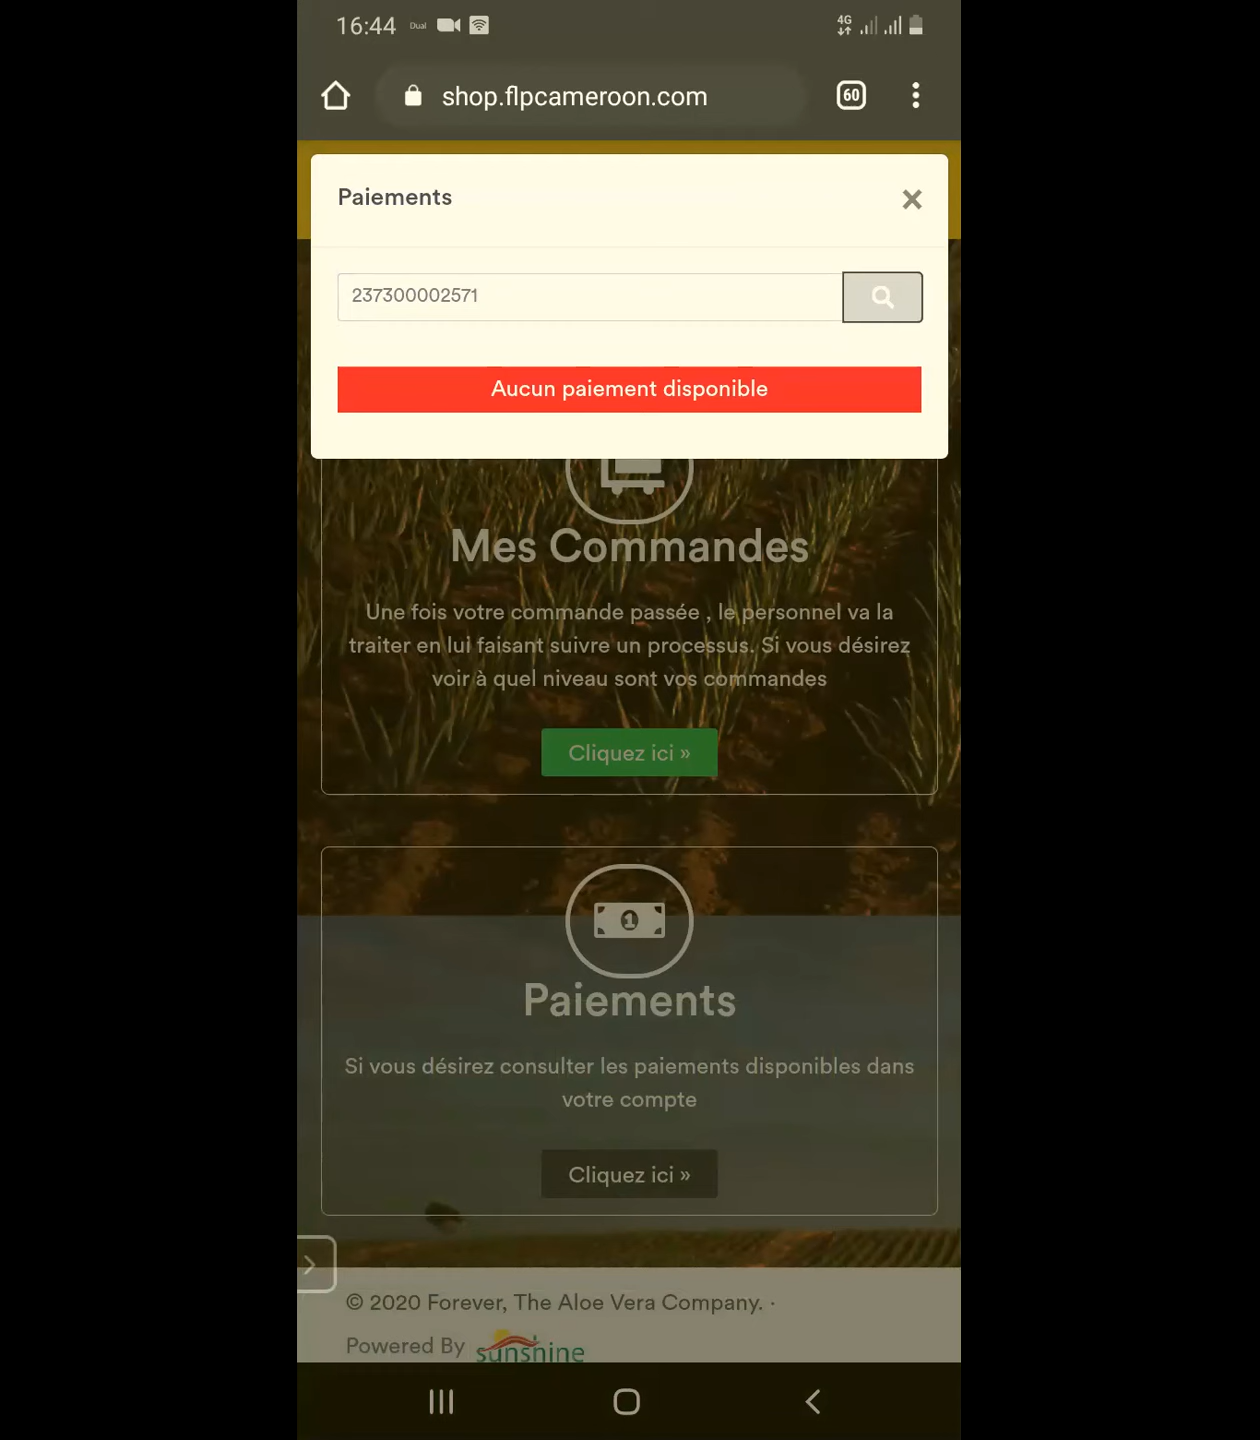 16:44 Dual 4G
shop.flpcameroon.com 60
Paiements
237300002571
Aucun paiement disponible
Mes Commandes
Une fois votre commande passée , le personnel va la
traiter en lui faisant suivre un processus. Si vous désirez
voir à quel niveau sont vos commandes
Cliquez ici »
1
Paiements
Si vous désirez consulter les paiements disponibles dans
votre compte
Cliquez ici »
© 2020 Forever, The Aloe Vera Company. ·
Powered By sunshine